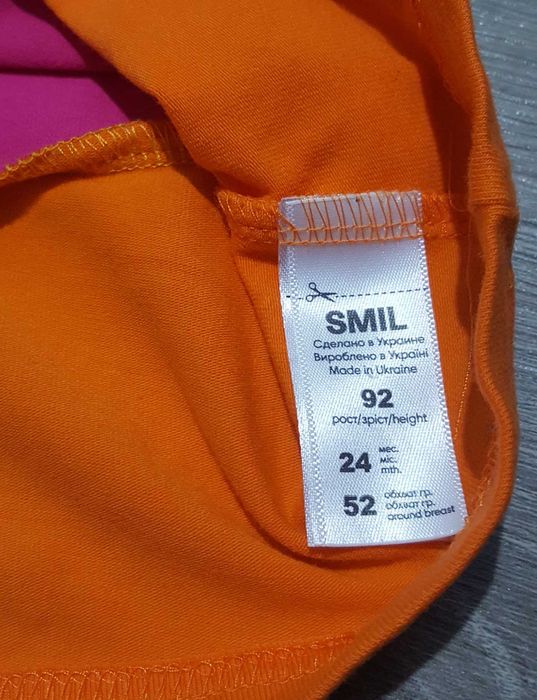 SMIL
Сделано в Украине
Вироблено в Україні
Made in Ukraine
92
рост/зріст/height
24 мес.
міс.
mth.
52 обхват гр.
обхват гр.
around breast